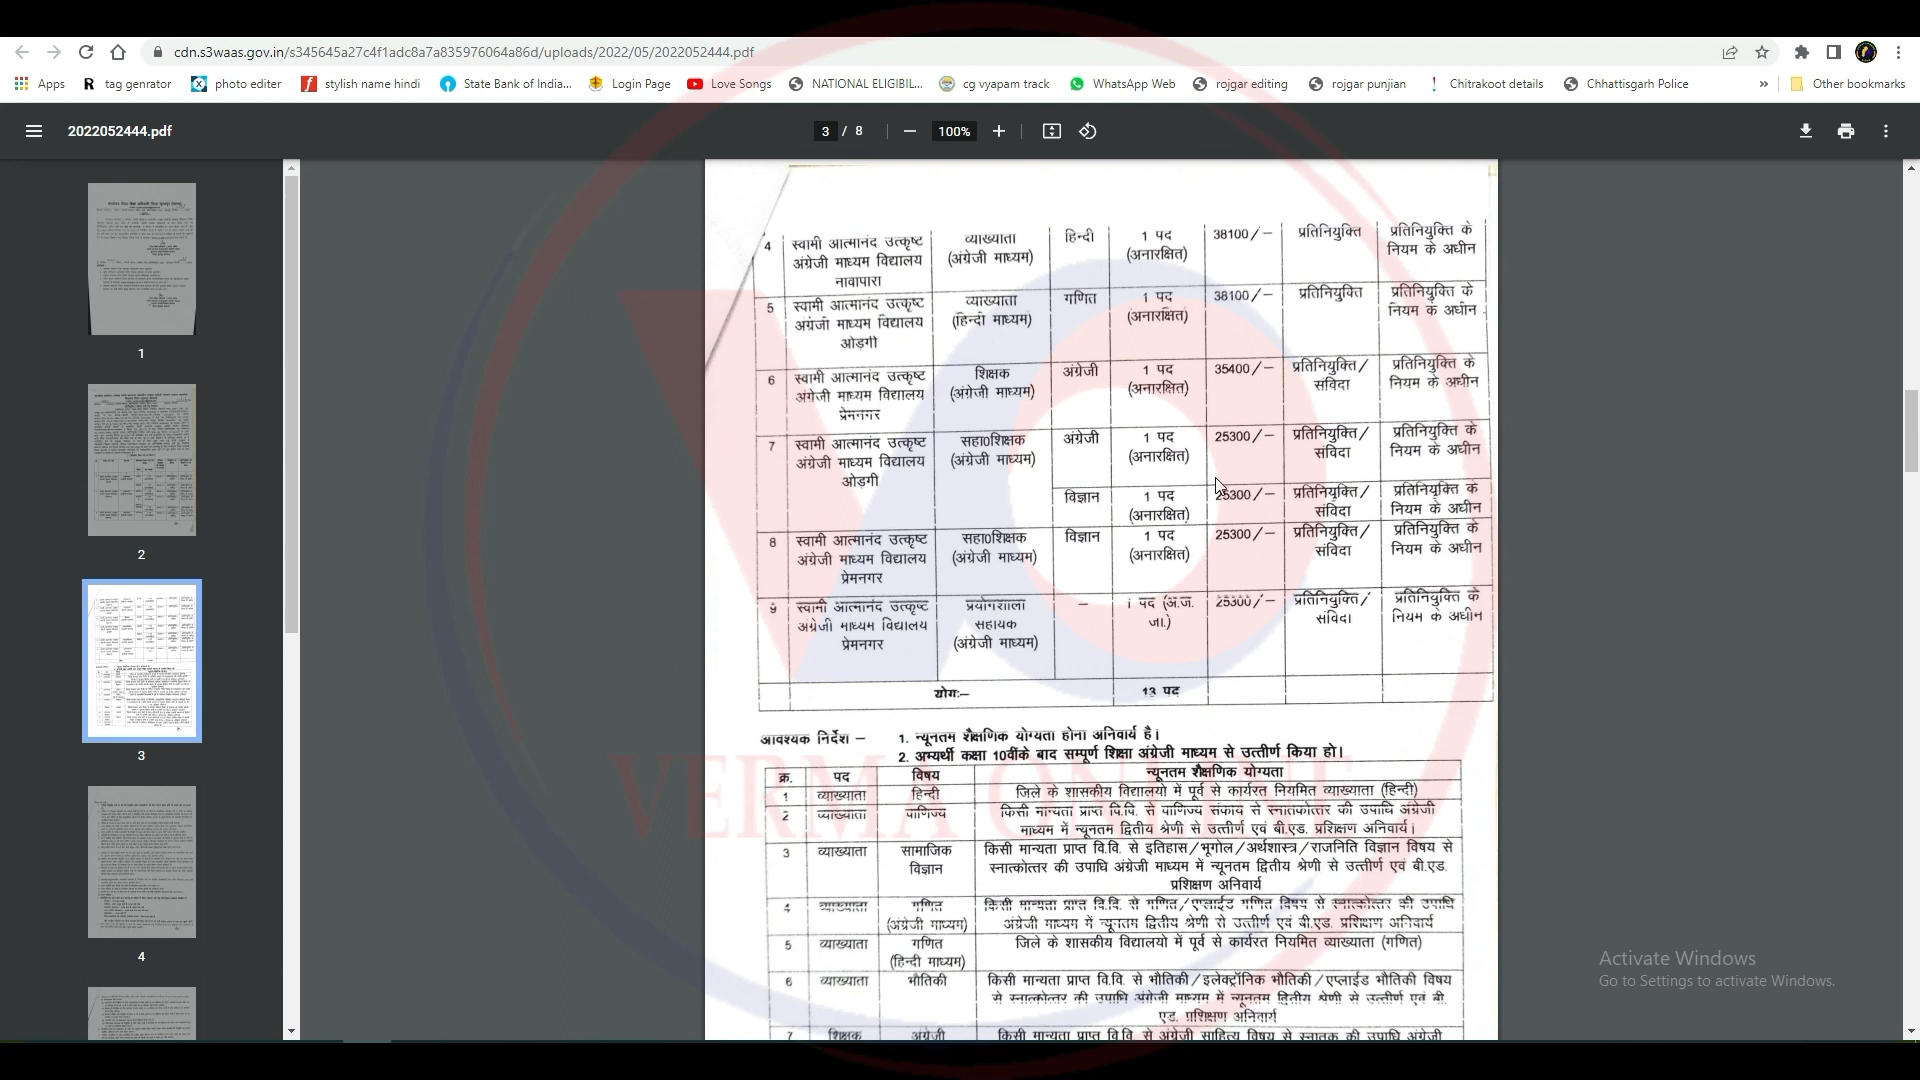 cdn.s3waas.gov.in/s345645a27c4f1adc8a7a835976064a86d/uploads/2022/05/2022052444.pdf
Apps tag genrator photo editer stylish name hindi State Bank of India... Login Page Love Songs NATIONAL ELIGIBIL... cg vyapam track WhatsApp Web rojgar editing rojgar punjian Chitrakoot details Chhattisgarh Police » Other bookmarks
2022052444.pdf 3 / 8 100%
1
2
3
4
4 स्वामी आत्मानंद उत्कृष्ट अंग्रेजी माध्यम विद्यालय नावापारा व्याख्याता (अंग्रेजी माध्यम) हिन्दी 1 पद (अनारक्षित) 38100/– प्रतिनियुक्ति प्रतिनियुक्ति के नियम के अधीन
5 स्वामी आत्मानंद उत्कृष्ट अंग्रेजी माध्यम विद्यालय ओड़गी व्याख्याता (हिन्दी माध्यम) गणित 1 पद (अनारक्षित) 38100/– प्रतिनियुक्ति प्रतिनियुक्ति के नियम के अधीन
6 स्वामी आत्मानंद उत्कृष्ट अंगेजी माध्यम विद्यालय प्रेमनगर शिक्षक (अंग्रेजी माध्यम) अंग्रेजी 1 पद (अनारक्षित) 35400/– प्रतिनियुक्ति/ संविदा प्रतिनियुक्ति के नियम के अधीन
7 स्वामी आत्मानंद उत्कृष्ट अंग्रेजी माध्यम विद्यालय ओड़गी सहा0शिक्षक (अंग्रेजी माध्यम) अंग्रेजी 1 पद (अनारक्षित) 25300/– प्रतिनियुक्ति/ संविदा प्रतिनियुक्ति के नियम के अधीन
विज्ञान 1 पद (अनारक्षित) 25300/– प्रतिनियुक्ति/ संविदा प्रतिनियुक्ति के नियम के अधीन
8 स्वामी आत्मानंद उत्कृष्ट अंग्रेजी माध्यम विद्यालय प्रेमनगर सहा0शिक्षक (अंग्रेजी माध्यम) विज्ञान 1 पद (अनारक्षित) 25300/– प्रतिनियुक्ति/ संविदा प्रतिनियुक्ति के नियम के अधीन
9 स्वामी आत्मानंद उत्कृष्ट अंग्रेजी माध्यम विद्यालय प्रेमनगर प्रयोगशाला सहायक (अंग्रेजी माध्यम) – 1 पद (अ.ज. जा.) 25300/– प्रतिनियुक्ति/ संविदा प्रतिनियुक्ति के नियम के अधीन
योगः– 13 पद
आवश्यक निर्देश – 1. न्यूनतम शैक्षणिक योग्यता होना अनिवार्य है।
2. अभ्यर्थी कक्षा 10वींके बाद सम्पूर्ण शिक्षा अंग्रेजी माध्यम से उत्तीर्ण किया हो।
क्र. पद विषय न्यूनतम शैक्षणिक योग्यता
1 व्याख्याता हिन्दी जिले के शासकीय विद्यालयो में पूर्व से कार्यरत नियमित व्याख्याता (हिन्दी)
2 व्याख्याता वाणिज्य किसी मान्यता प्राप्त वि.वि. से वाणिज्य संकाय से स्नातकोत्तर की उपाधि अंग्रेजी माध्यम में न्यूनतम द्वितीय श्रेणी से उत्तीर्ण एवं बी.एड. प्रशिक्षण अनिवार्य।
3 व्याख्याता सामाजिक विज्ञान किसी मान्यता प्राप्त वि.वि. से इतिहास/भूगोल/अर्थशास्त्र/राजनिति विज्ञान विषय से स्नात्कोत्तर की उपाधि अंग्रेजी माध्यम में न्यूनतम द्वितीय श्रेणी से उत्तीर्ण एवं बी.एड. प्रशिक्षण अनिवार्य
4 व्याख्याता गणित (अंग्रेजी माध्यम) किसी मान्यता प्राप्त वि.वि. से गणित/एप्लाईड गणित विषय से स्नात्कोत्तर की उपाधि अंग्रेजी माध्यम में न्यूनतम द्वितीय श्रेणी से उत्तीर्ण एवं बी.एड. प्रशिक्षण अनिवार्य
5 व्याख्याता गणित (हिन्दी माध्यम) जिले के शासकीय विद्यालयो में पूर्व से कार्यरत नियमित व्याख्याता (गणित)
6 व्याख्याता भौतिकी किसी मान्यता प्राप्त वि.वि. से भौतिकी/इलेक्ट्रॉनिक भौतिकी/एप्लाईड भौतिकी विषय से स्नात्कोत्तर की उपाधि अंग्रेजी माध्यम में न्यूनतम द्वितीय श्रेणी से उत्तीर्ण एवं बी. एड. प्रशिक्षण अनिवार्य
7 शिक्षक अंग्रेजी किसी मान्यता प्राप्त वि.वि. से अंग्रेजी साहित्य विषय से स्नातक की उपाधि अंग्रेजी
VERMA ONLINE
Activate Windows
Go to Settings to activate Windows.